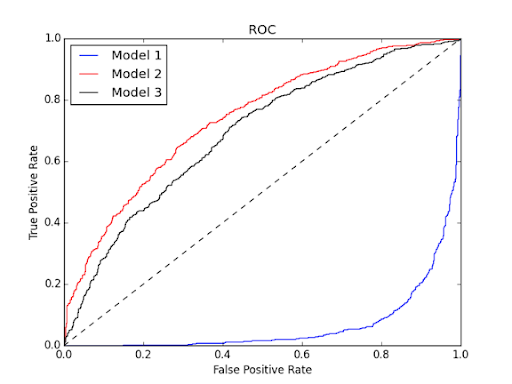 ROC
1.0
0.8
0.6
0.4
0.2
0.0
True Positive Rate
Model 1
Model 2
Model 3
0.0 0.2 0.4 0.6 0.8 1.0
False Positive Rate